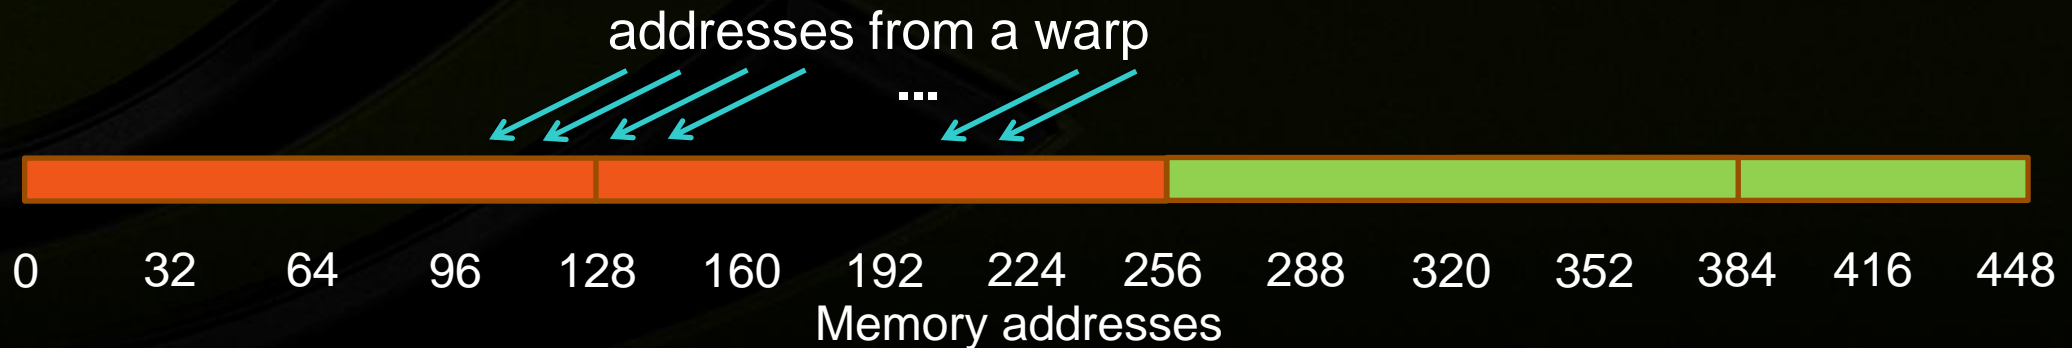 addresses from a warp
...
0 32 64 96 128 160 192 224 256 288 320 352 384 416 448
Memory addresses